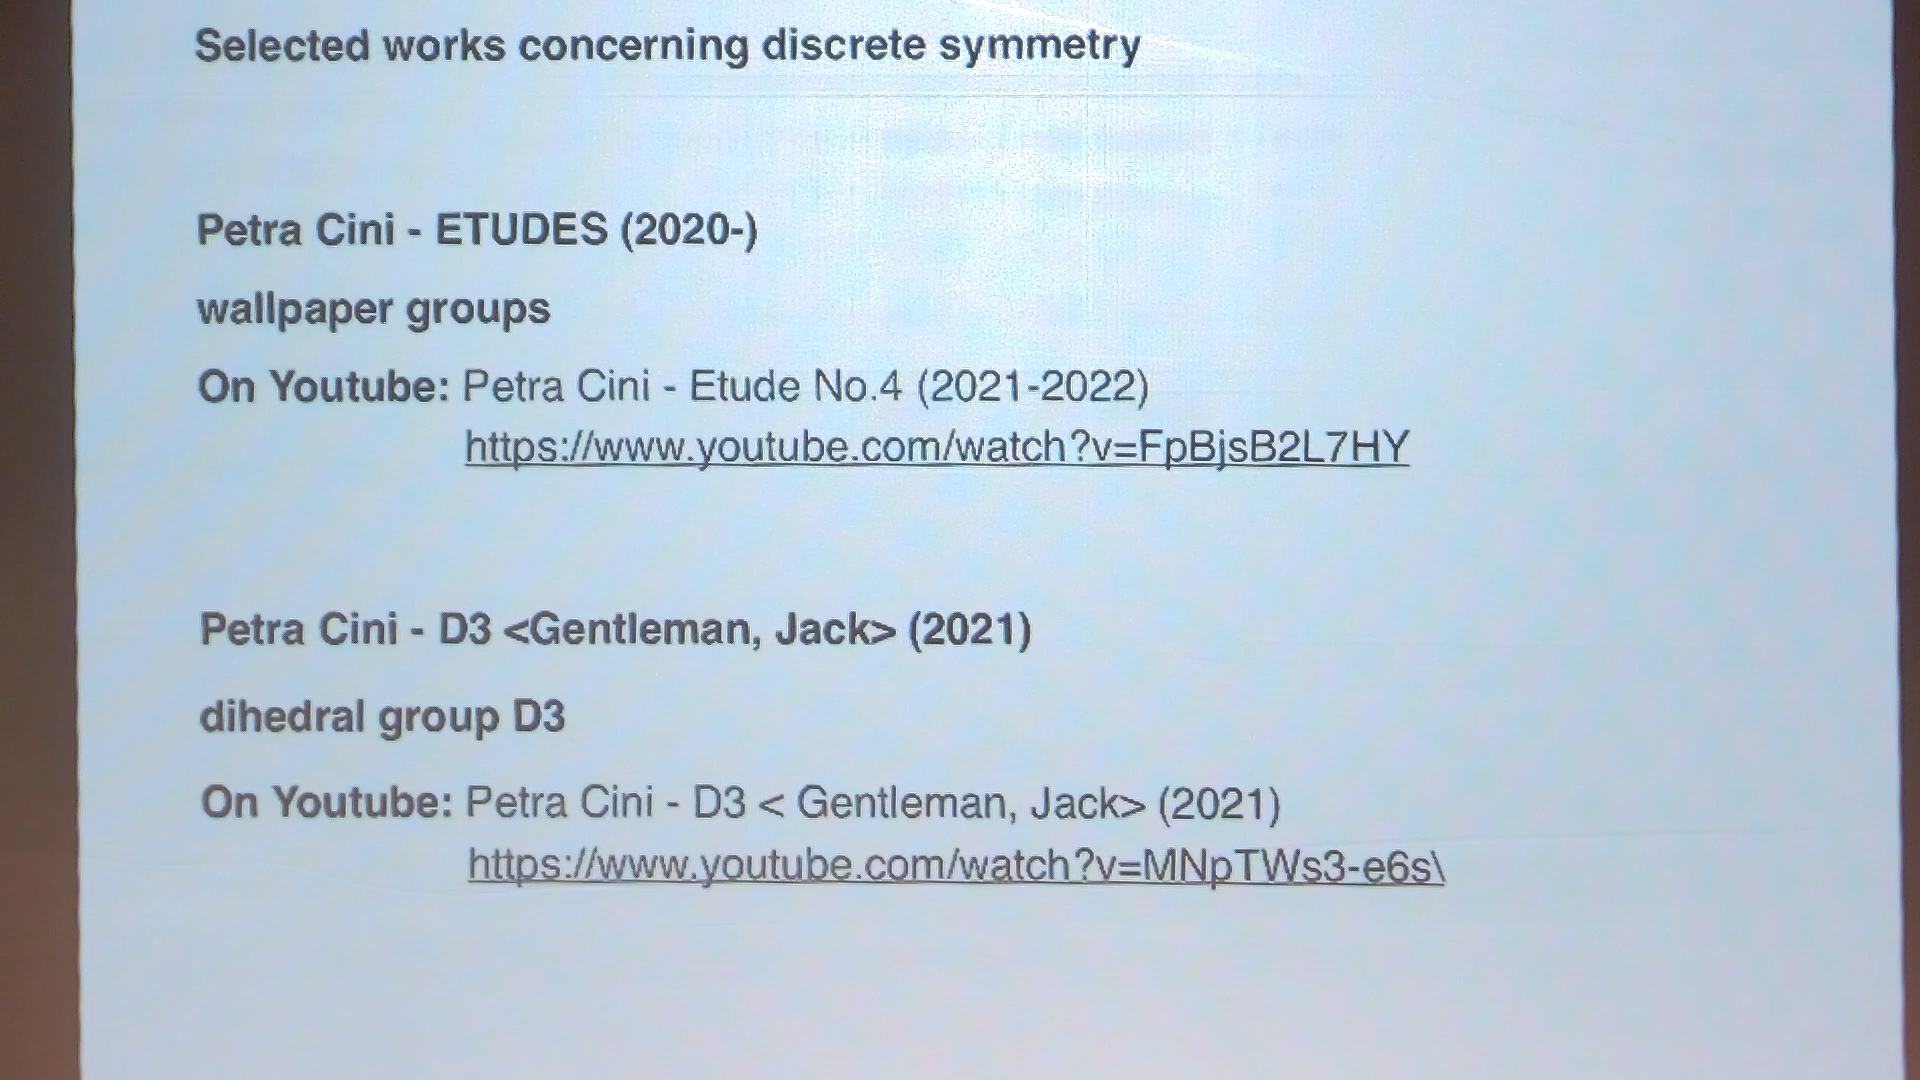 Selected works concerning discrete symmetry
Petra Cini - ETUDES (2020-)
wallpaper groups
On Youtube: Petra Cini - Etude No.4 (2021-2022)
https://www.youtube.com/watch?v=FpBjsB2L7HY
Petra Cini - D3 <Gentleman, Jack> (2021)
dihedral group D3
On Youtube: Petra Cini - D3 < Gentleman, Jack> (2021)
https://www.youtube.com/watch?v=MNpTWs3-e6s\